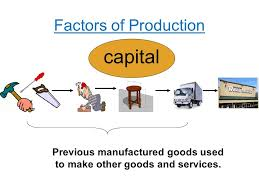 Factors of Production
capital
Previous manufactured goods used
to make other goods and services.